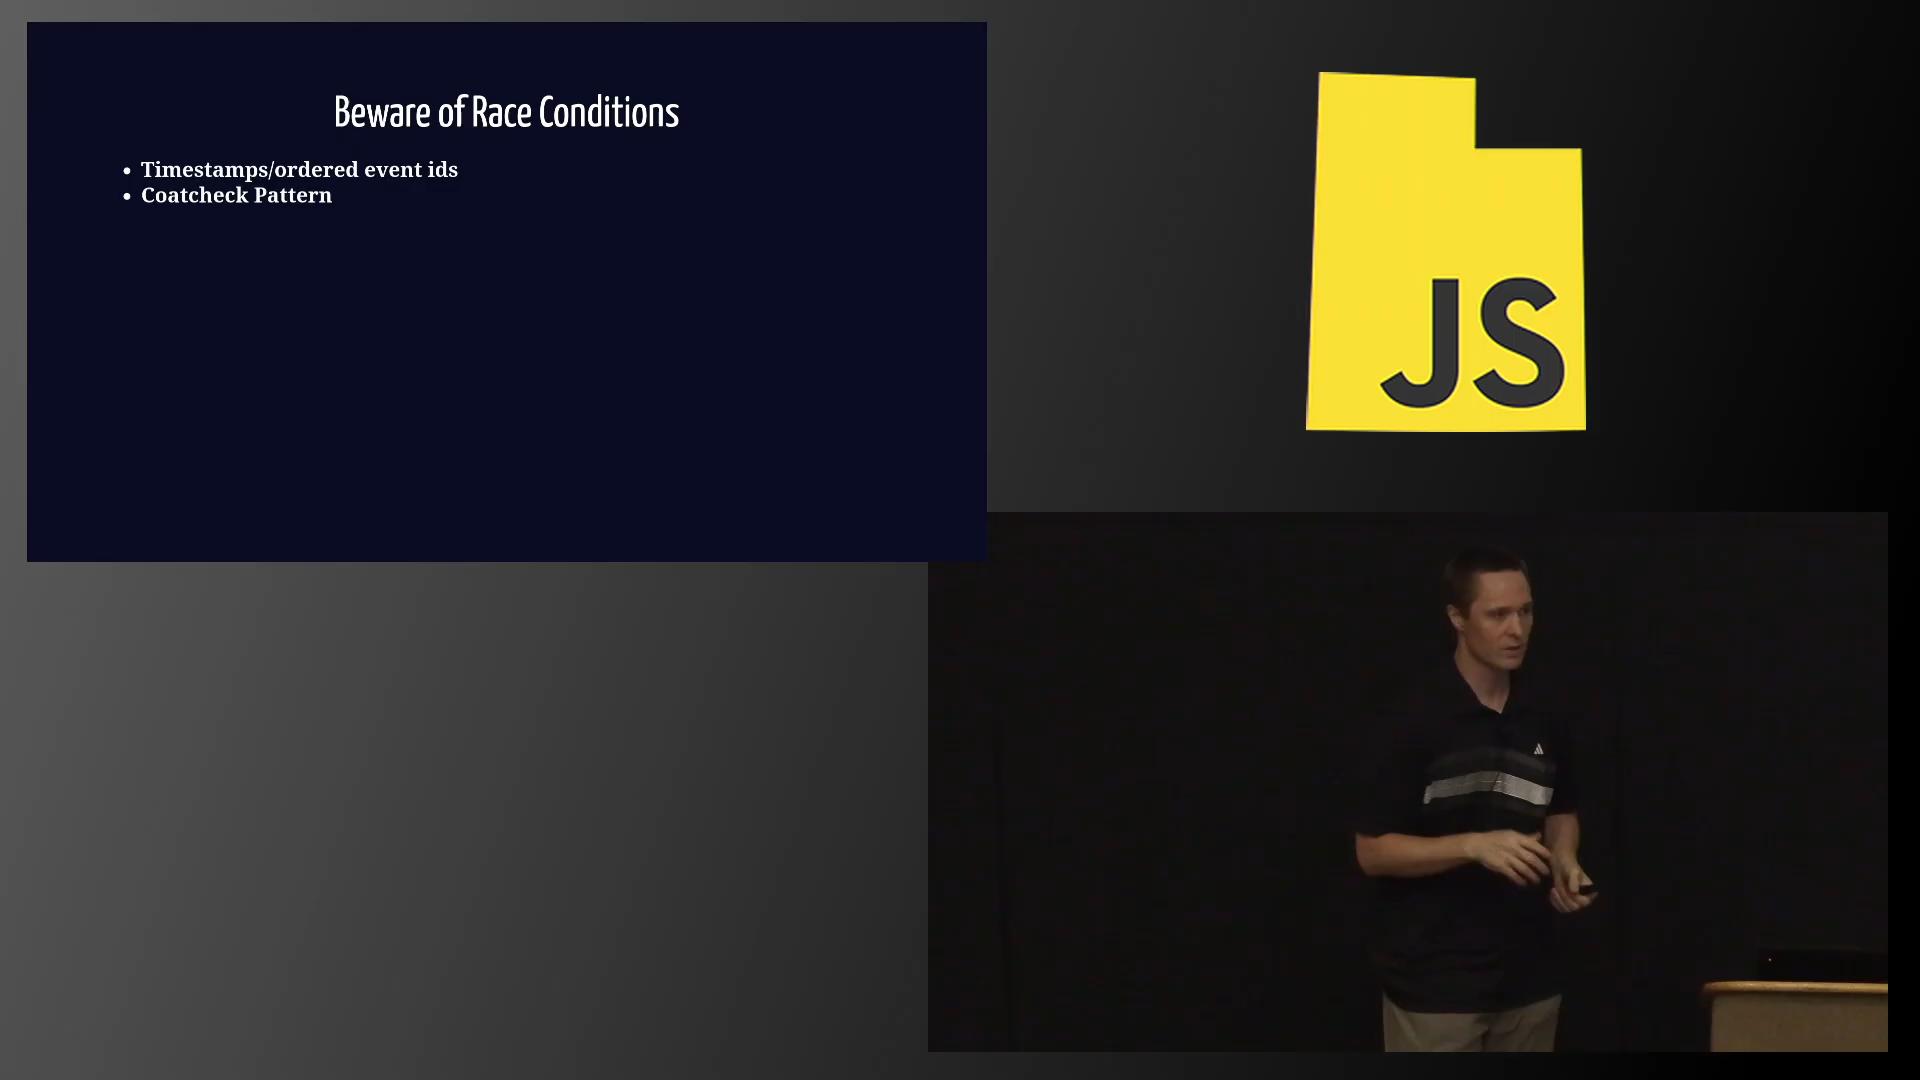 Beware of Race Conditions
Timestamps/ordered event ids
Coatcheck Pattern
JS